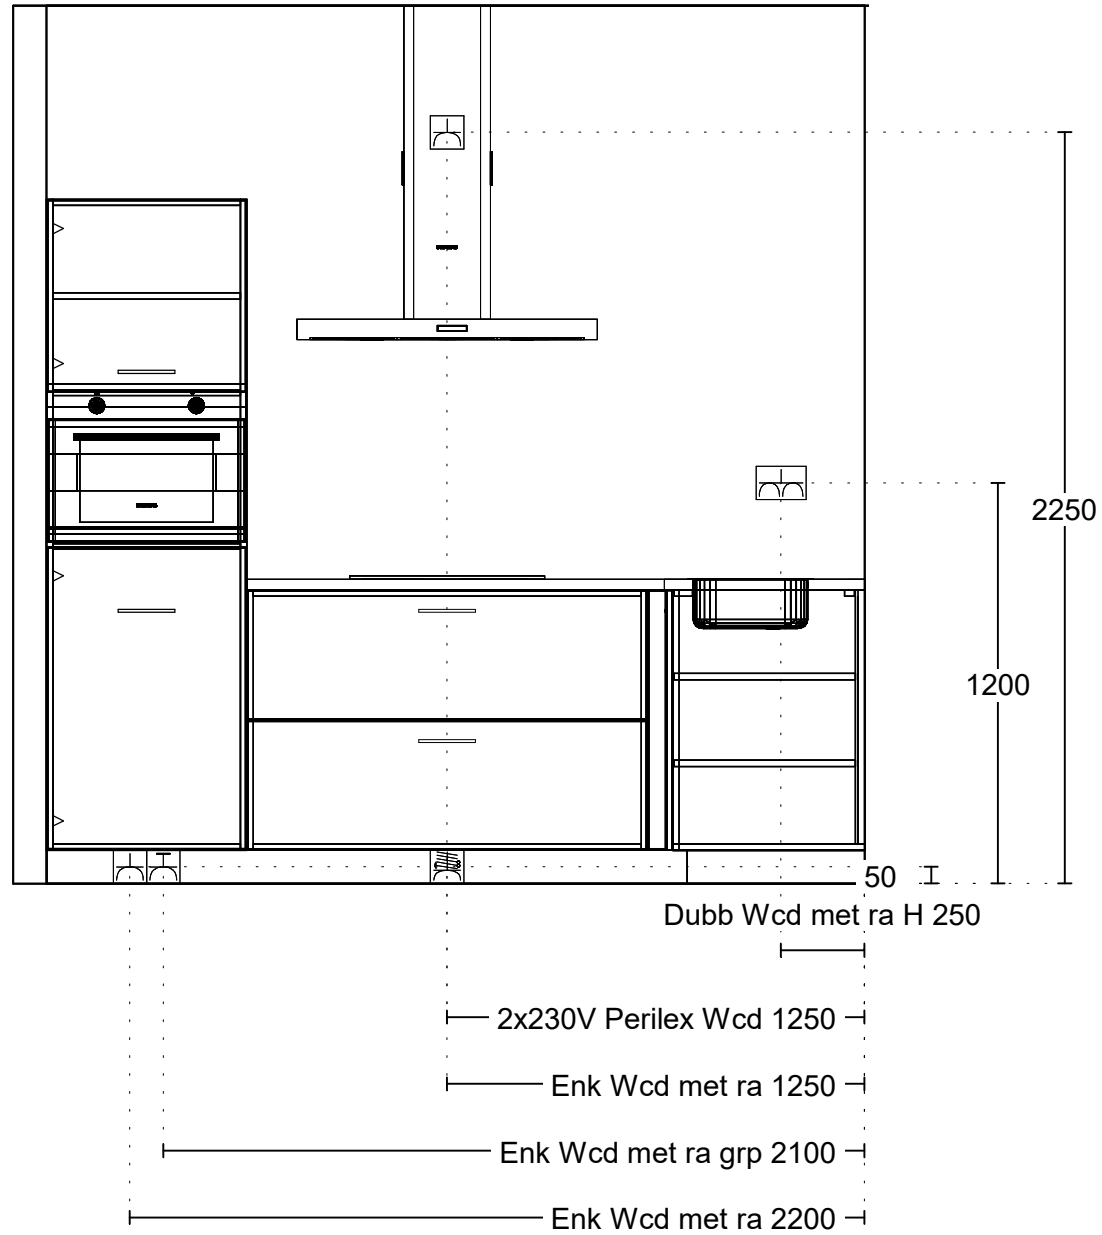 2250
1200
50
Dubb Wcd met ra H 250
2x230V Perilex Wcd 1250
Enk Wcd met ra 1250
Enk Wcd met ra grp 2100
Enk Wcd met ra 2200